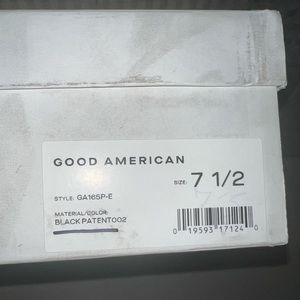 GOOD AMERICAN
SIZE: 7 1/2
STYLE: GA16SP-E
MATERIAL/COLOR:
BLACK PATENT002
0 19593 17124 0